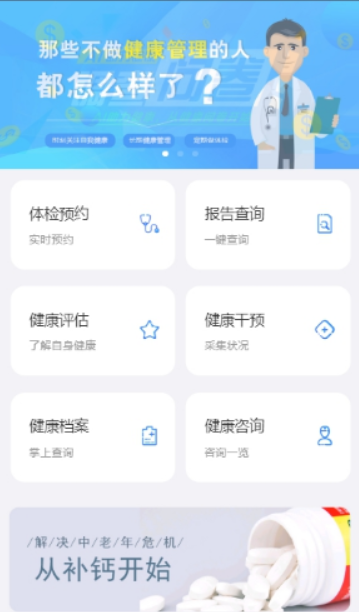 那些不做健康管理的人
都怎么样了?
体检预约
实时预约
报告查询
一键查询
健康评估
了解自身健康
健康干预
采集状况
健康档案
掌上查询
健康咨询
咨询一览
/解/决/中/老/年/危/机/
从补钙开始